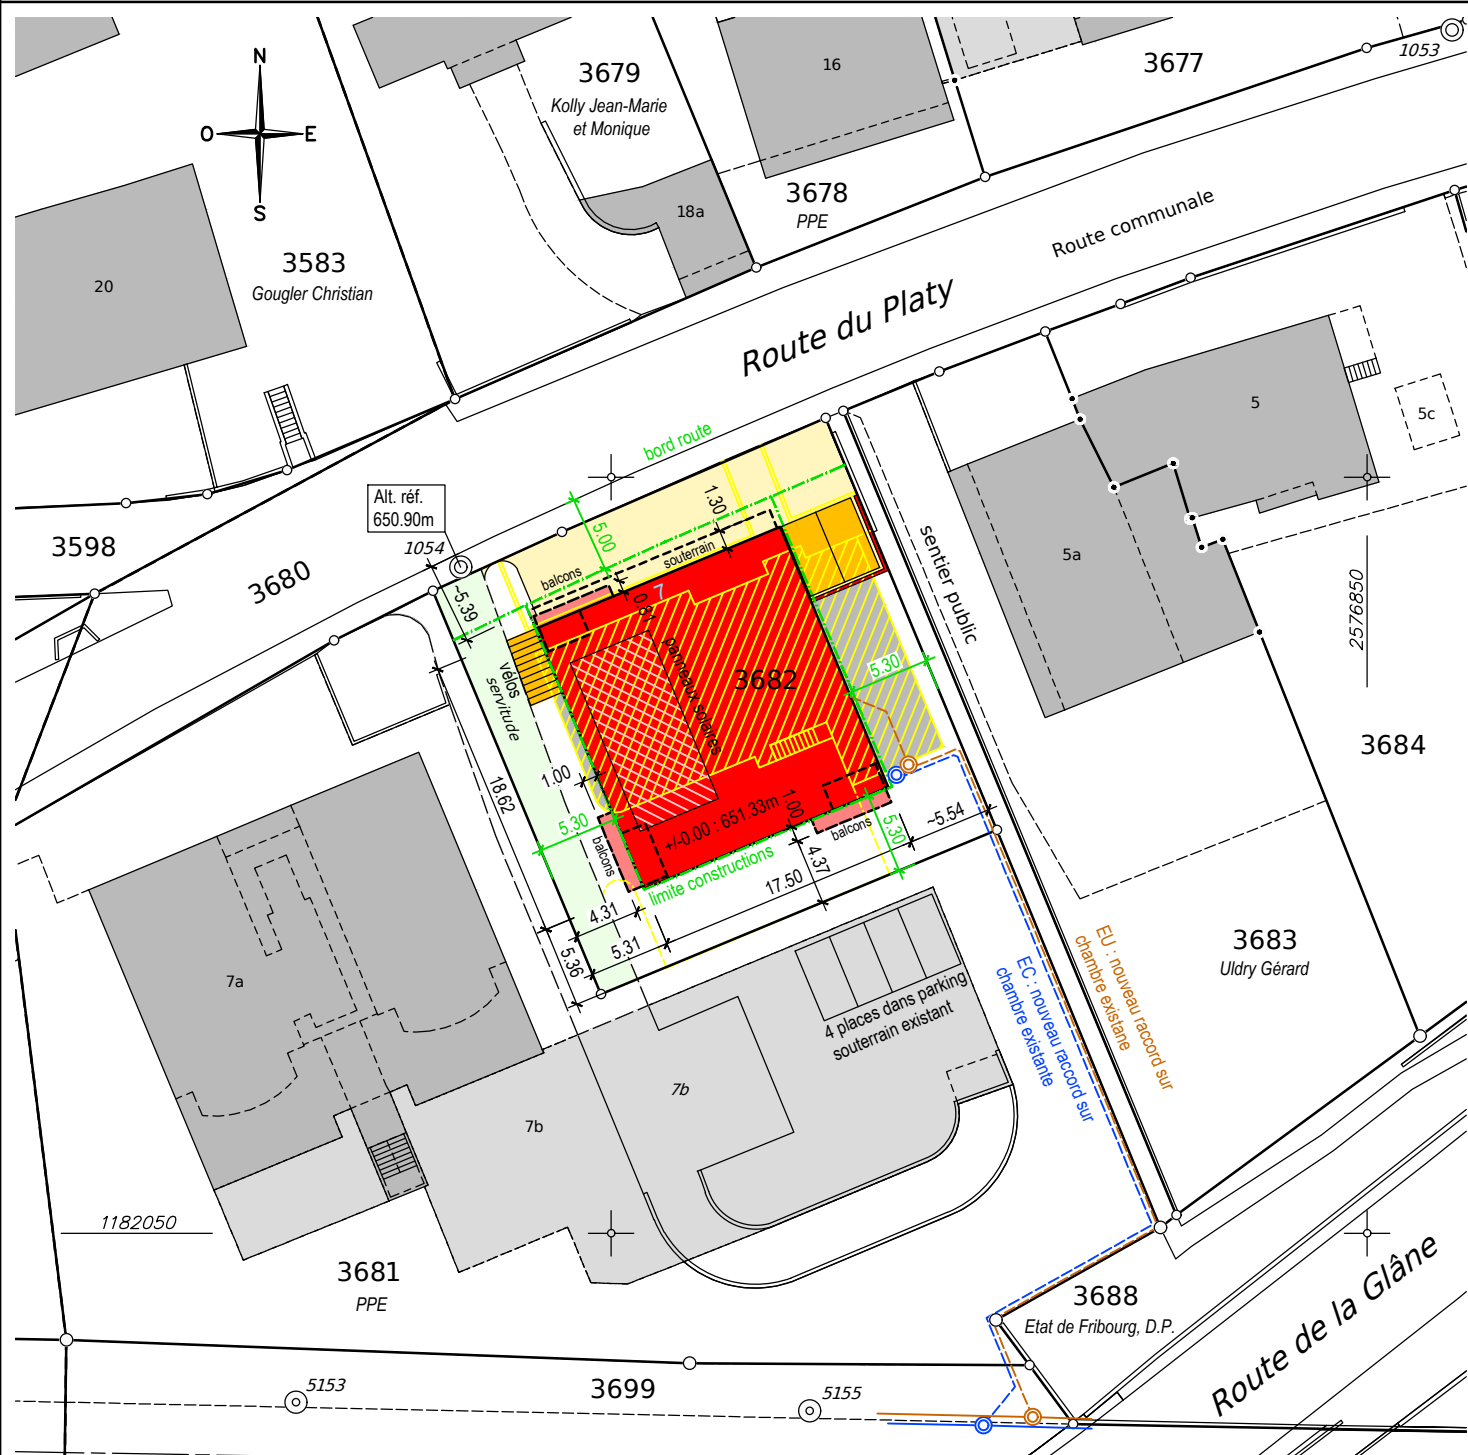 N
O
E
S
3679
Kolly Jean-Marie
et Monique
16
3677
1053
3678
PPE
18a
Route communale
3583
Gougler Christian
20
Route du Platy
5
5c
bord route
Alt. réf.
650.90m
1054
3598
3680
5.00
1.30
souterrain
balcons
7
0.81
~5.39
vélos
servitude
panneaux solaires
3682
5.30
sentier public
5a
2576850
3684
18.62
1.00
5.30
+/-0.00 : 651.33m
1.00
balcons
balcons
5.30
~5.54
limite constructions
4.37
17.50
4.31
5.31
5.36
3683
Uldry Gérard
EU : nouveau raccord sur
chambre existane
EC : nouveau raccord sur
chambre existante
4 places dans parking
souterrain existant
7a
7b
7b
1182050
3681
PPE
3688
Etat de Fribourg, D.P.
Route de la Glâne
5153
3699
5155